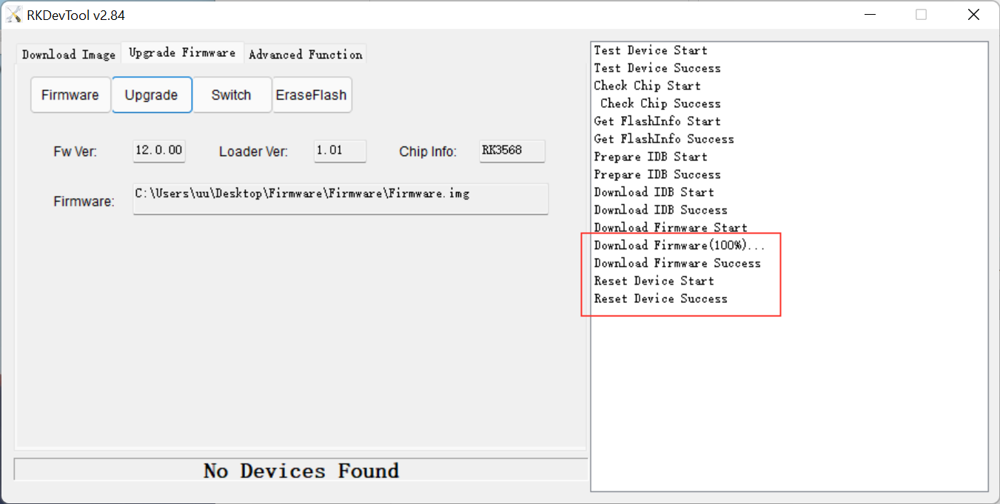 RKDevTool v2.84
Download Image Upgrade Firmware Advanced Function
Firmware Upgrade Switch EraseFlash
Fw Ver: 12.0.00 Loader Ver: 1.01 Chip Info: RK3568
Firmware: C:\Users\uu\Desktop\Firmware\Firmware\Firmware.img
No Devices Found
Test Device Start
Test Device Success
Check Chip Start
Check Chip Success
Get FlashInfo Start
Get FlashInfo Success
Prepare IDB Start
Prepare IDB Success
Download IDB Start
Download IDB Success
Download Firmware Start
Download Firmware(100%)...
Download Firmware Success
Reset Device Start
Reset Device Success